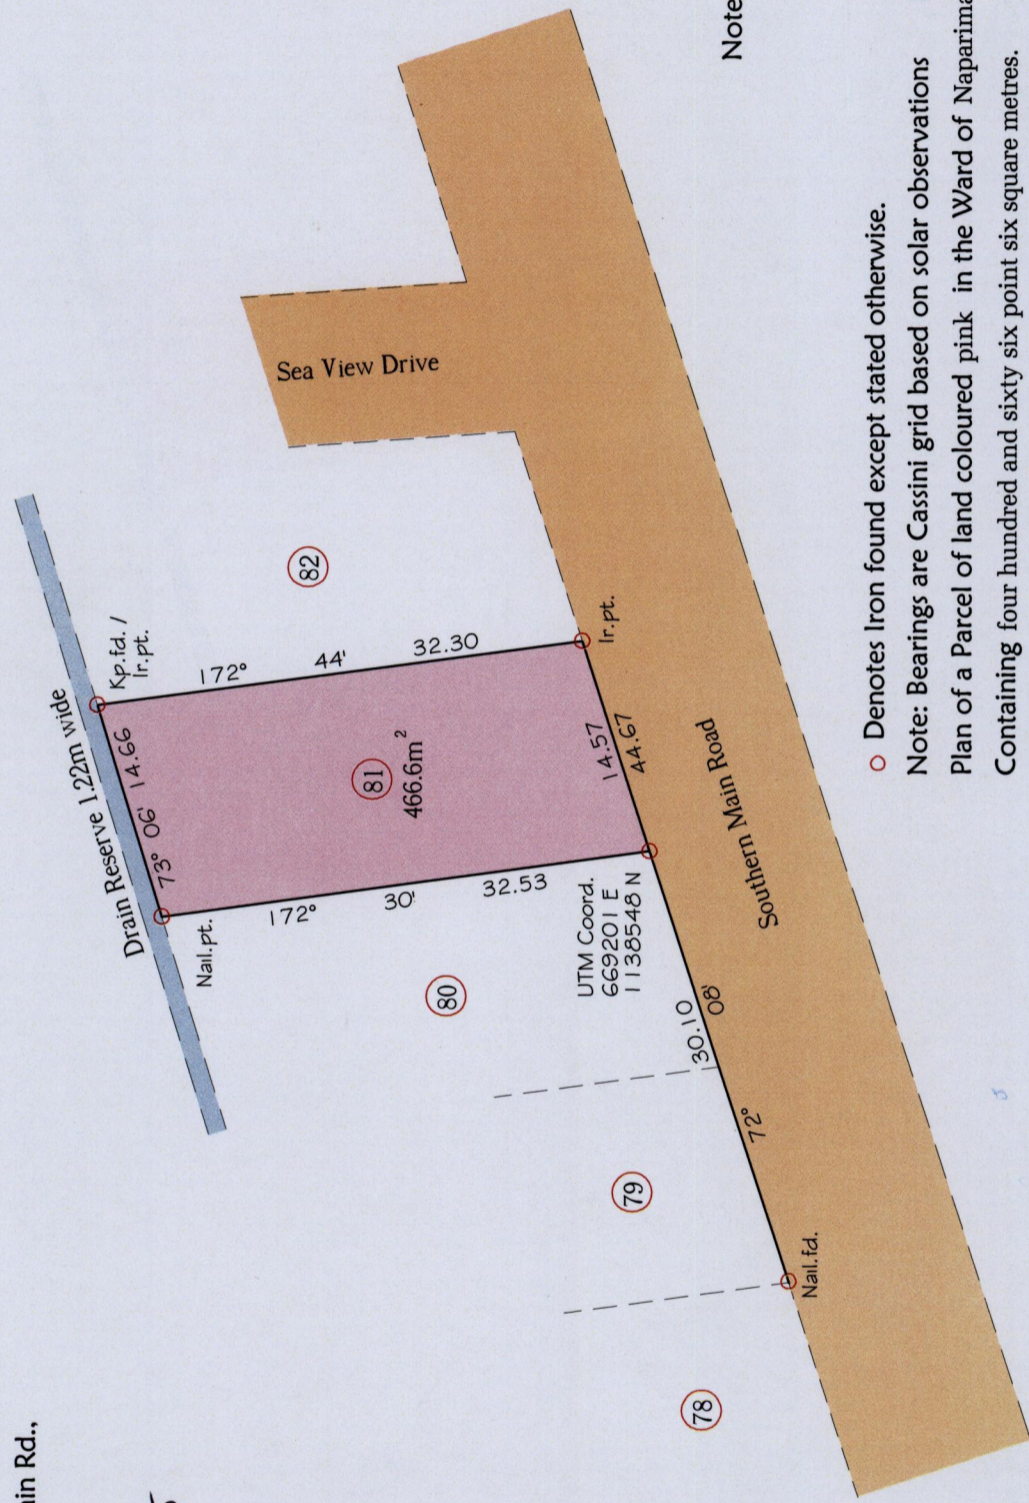 in Rd.,
Drain Reserve 1.22m wide
Kp.fd. /
Ir.pt.
73° 06' 14.66
Nail.pt.
172° 44' 32.30
82
Sea View Drive
81
466.6m²
172° 30' 32.53
80
UTM Coord.
669201 E
1138548 N
14.57
44.67
Ir.pt.
30.10
72° 08'
Southern Main Road
79
78
Nail.fd.
Note
Denotes Iron found except stated otherwise.
Note: Bearings are Cassini grid based on solar observations
Plan of a Parcel of land coloured pink in the Ward of Naparima
Containing four hundred and sixty six point six square metres.